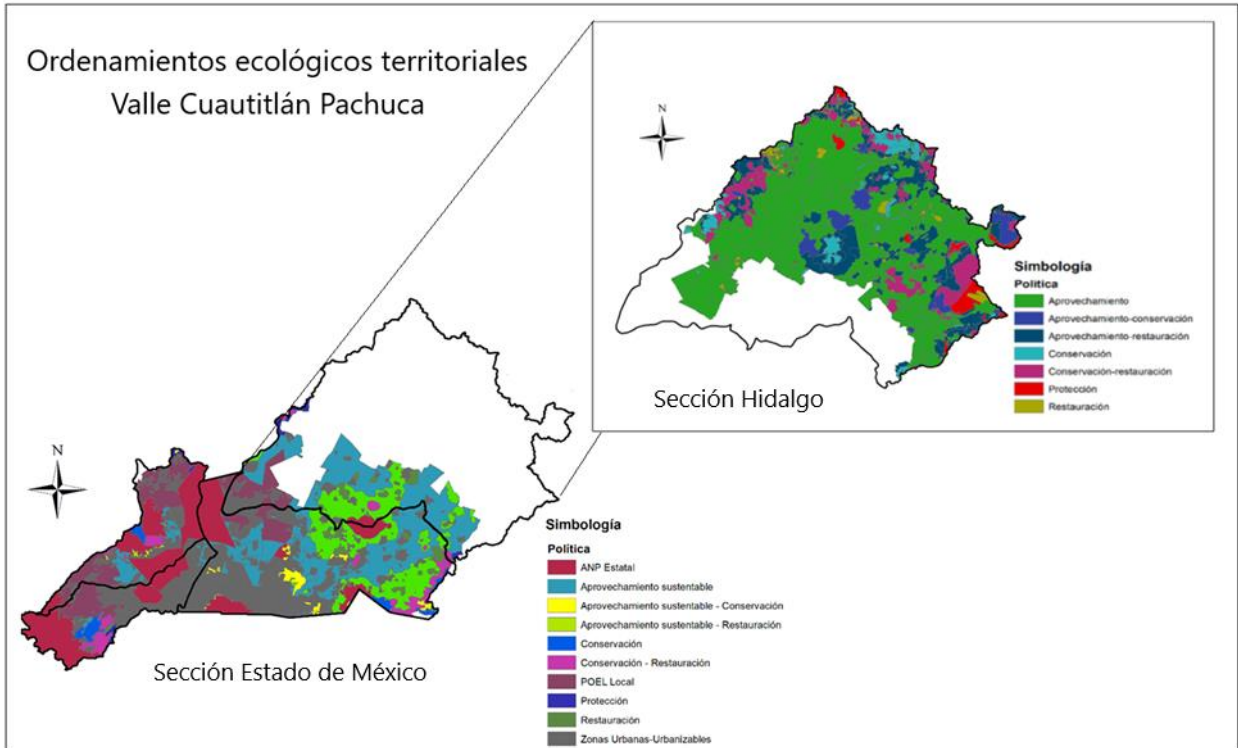 Ordenamientos ecológicos territoriales
Valle Cuautitlán Pachuca
N
Simbología
Política
Aprovechamiento
Aprovechamiento-conservación
Aprovechamiento-restauración
Conservación
Conservación-restauración
Protección
Restauración
Sección Hidalgo
N
Simbología
Política
ANP Estatal
Aprovechamiento sustentable
Aprovechamiento sustentable - Conservación
Aprovechamiento sustentable - Restauración
Conservación
Conservación - Restauración
POEL Local
Protección
Restauración
Zonas Urbanas-Urbanizables
Sección Estado de México